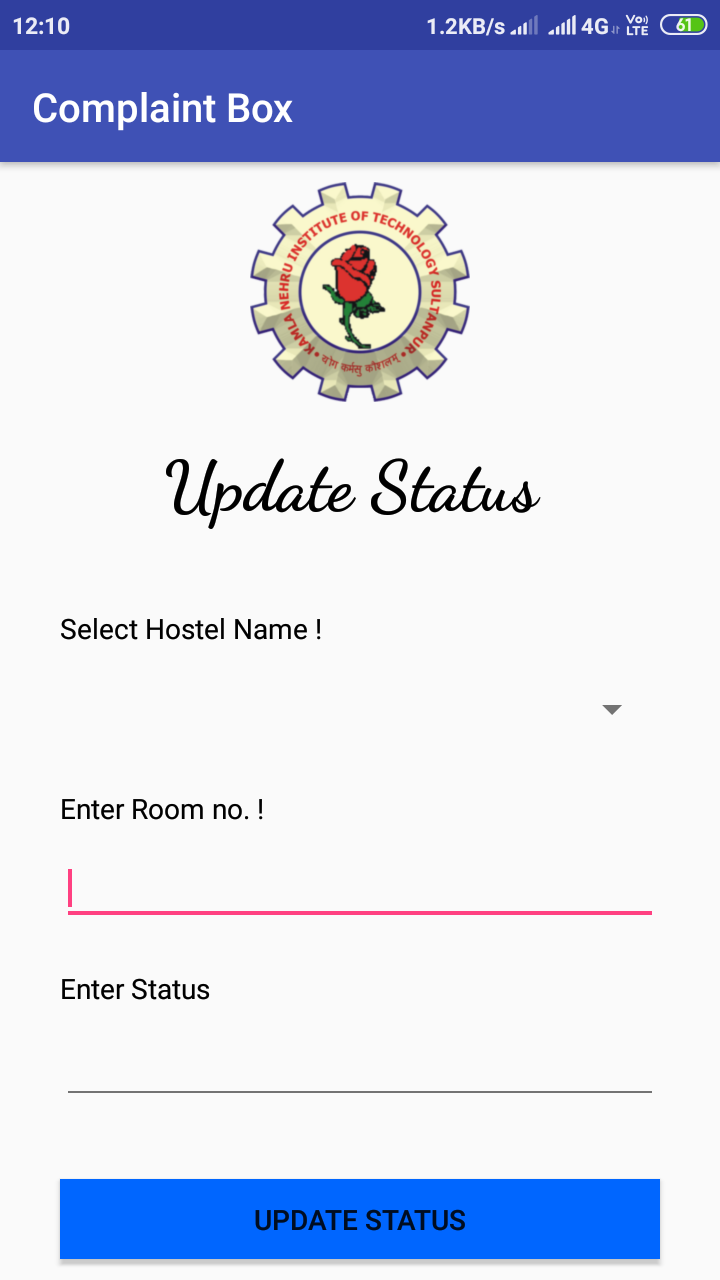 12:10 1.2KB/s 4G Vo) LTE 61
Complaint Box
KAMLA NEHRU INSTITUTE OF TECHNOLOGY SULTANPUR
• योग कर्मसु कौशलम् •
Update Status
Select Hostel Name !
Enter Room no. !
Enter Status
UPDATE STATUS